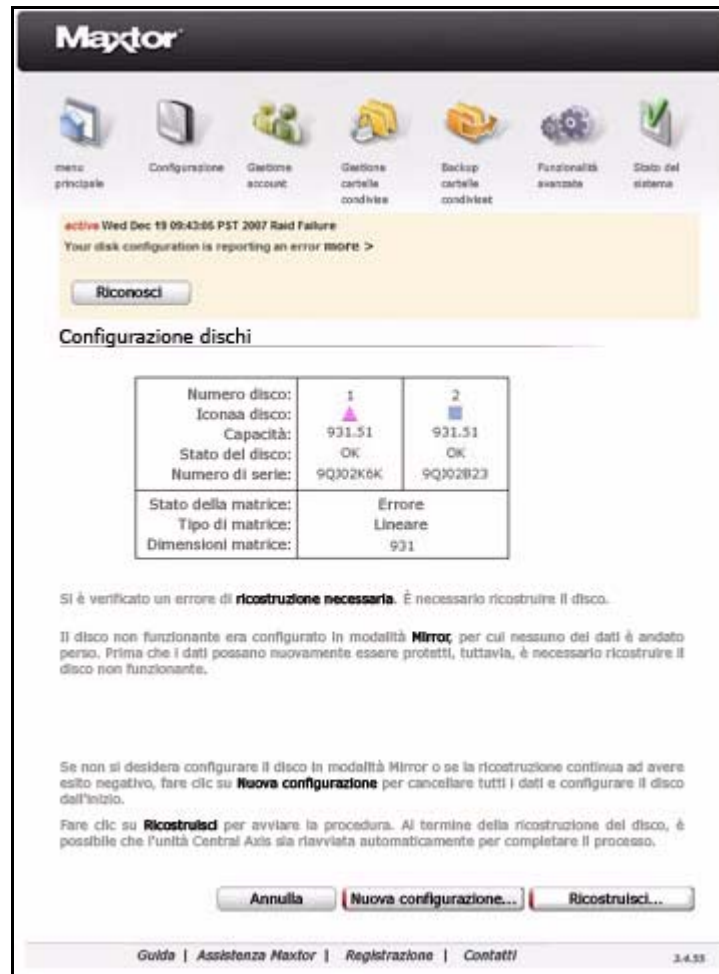 Maxtor
menu principale
Configurazione
Gestione account
Gestione cartelle condivise
Backup cartelle condiviset
Funzionalità avanzate
Stato del sistema
active Wed Dec 19 09:43:05 PST 2007 Raid Failure
Your disk configuration is reporting an error more >
Riconosci
Configurazione dischi
Numero disco: 1 2
Iconaa disco:
Capacità: 931.51 931.51
Stato del disco: OK OK
Numero di serie: 9QJ02K6K 9QJ02B23
Stato della matrice: Errore
Tipo di matrice: Lineare
Dimensioni matrice: 931
Si è verificato un errore di ricostruzione necessaria. È necessario ricostruire il disco.
Il disco non funzionante era configurato in modalità Mirror, per cui nessuno dei dati è andato
perso. Prima che i dati possano nuovamente essere protetti, tuttavia, è necessario ricostruire il
disco non funzionante.
Se non si desidera configurare il disco in modalità Mirror o se la ricostruzione continua ad avere
esito negativo, fare clic su Nuova configurazione per cancellare tutti i dati e configurare il disco
dall'inizio.
Fare clic su Ricostruisci per avviare la procedura. Al termine della ricostruzione del disco, è
possibile che l'unità Central Axis sia riavviata automaticamente per completare il processo.
Annulla
Nuova configurazione...
Ricostruisci...
Guida | Assistenza Maxtor | Registrazione | Contatti
3.4.55